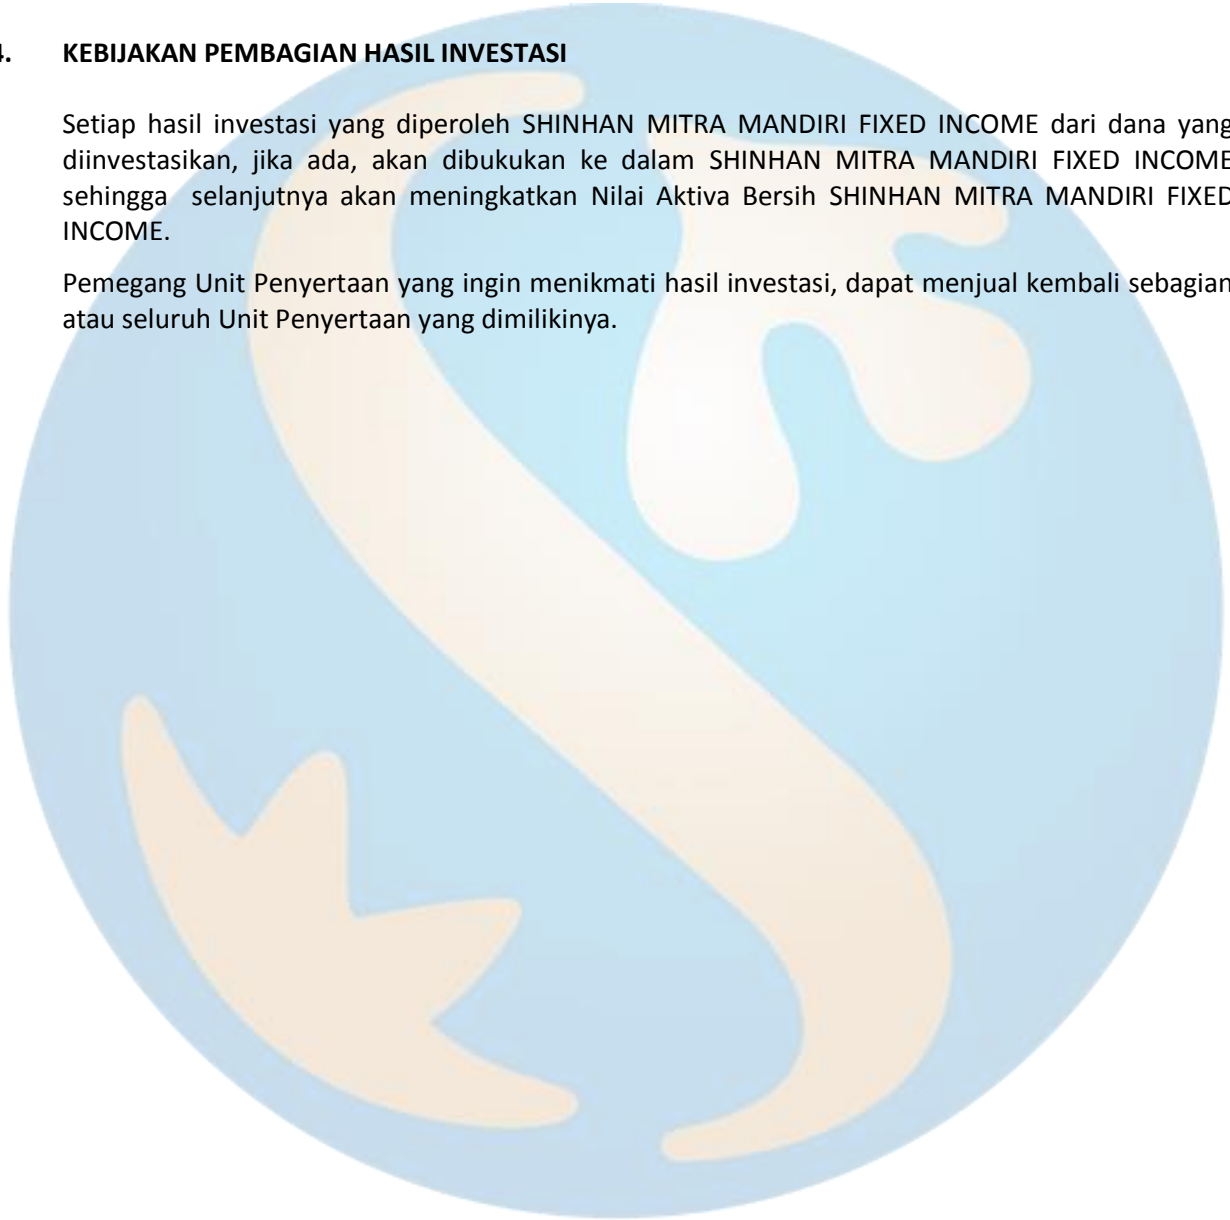 4. KEBIJAKAN PEMBAGIAN HASIL INVESTASI
Setiap hasil investasi yang diperoleh SHINHAN MITRA MANDIRI FIXED INCOME dari dana yang
diinvestasikan, jika ada, akan dibukukan ke dalam SHINHAN MITRA MANDIRI FIXED INCOME
sehingga selanjutnya akan meningkatkan Nilai Aktiva Bersih SHINHAN MITRA MANDIRI FIXED
INCOME.
Pemegang Unit Penyertaan yang ingin menikmati hasil investasi, dapat menjual kembali sebagian
atau seluruh Unit Penyertaan yang dimilikinya.